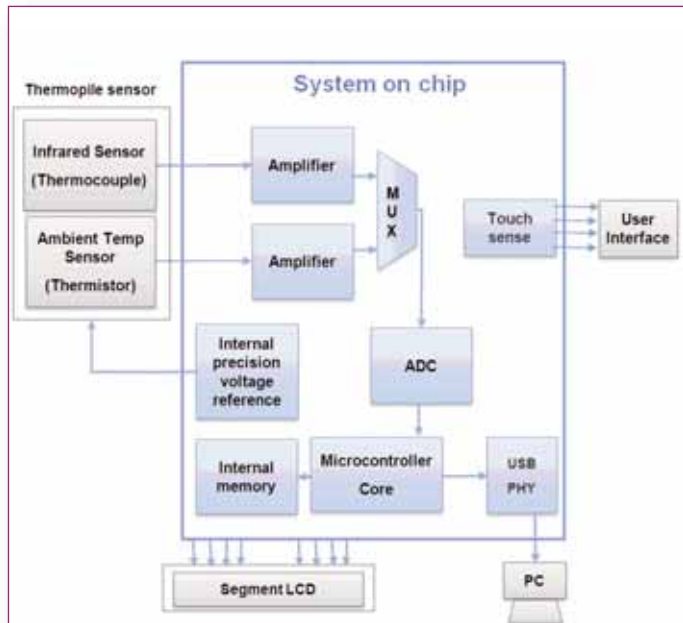 System on chip
Thermopile sensor
Infrared Sensor
(Thermocouple)
Ambient Temp
Sensor
(Thermistor)
Amplifier
Amplifier
M
U
X
Touch
sense
User
Interface
Internal
precision
voltage
reference
ADC
Internal
memory
Microcontroller
Core
USB
PHY
Segment LCD
PC